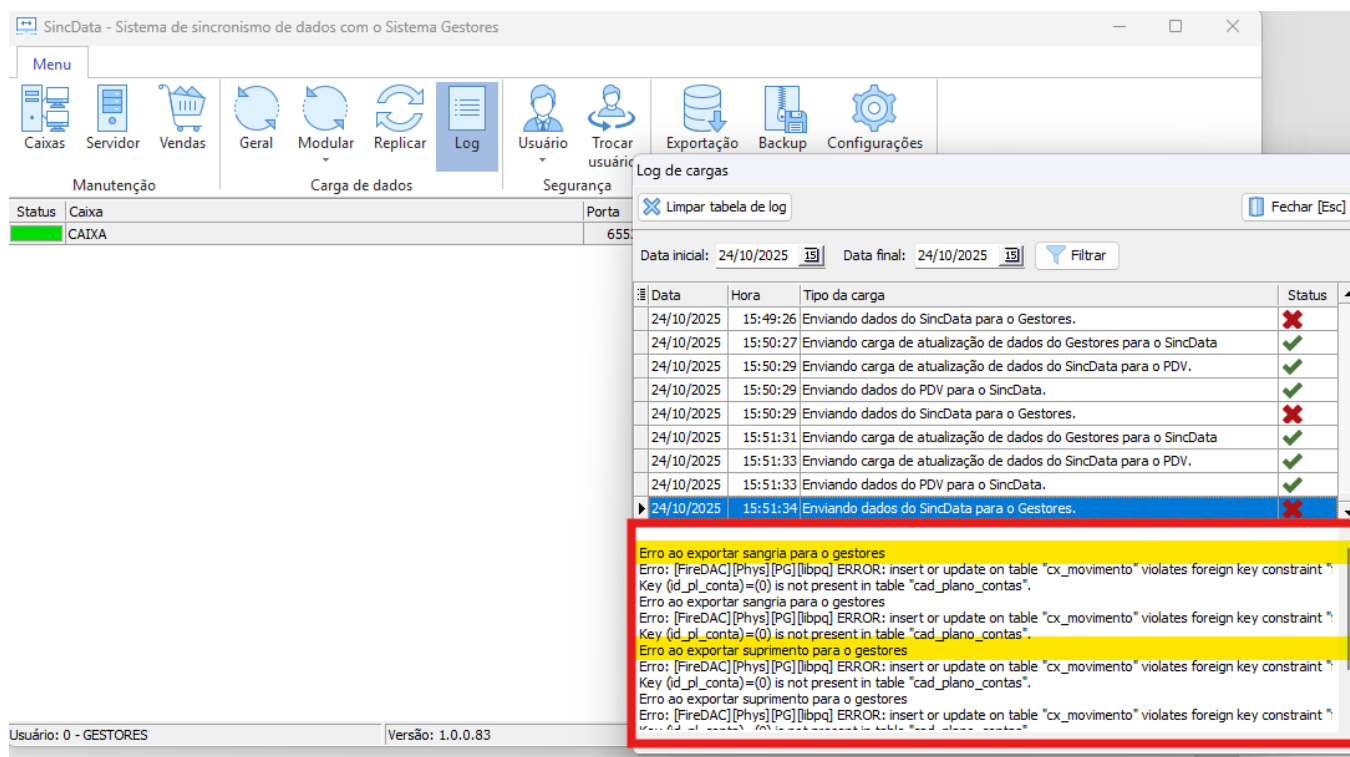 SincData - Sistema de sincronismo de dados com o Sistema Gestores
Menu
Caixas Servidor Vendas Geral Modular Replicar Log Usuário Trocar usuário Exportação Backup Configurações
Manutenção Carga de dados Segurança
Status Caixa Porta
CAIXA 655
Log de cargas
Limpar tabela de log Fechar [Esc]
Data inicial: 24/10/2025 15 Data final: 24/10/2025 15 Filtrar
Data Hora Tipo da carga Status
24/10/2025 15:49:26 Enviando dados do SincData para o Gestores.
24/10/2025 15:50:27 Enviando carga de atualização de dados do Gestores para o SincData
24/10/2025 15:50:29 Enviando carga de atualização de dados do SincData para o PDV.
24/10/2025 15:50:29 Enviando dados do PDV para o SincData.
24/10/2025 15:50:29 Enviando dados do SincData para o Gestores.
24/10/2025 15:51:31 Enviando carga de atualização de dados do Gestores para o SincData
24/10/2025 15:51:33 Enviando carga de atualização de dados do SincData para o PDV.
24/10/2025 15:51:33 Enviando dados do PDV para o SincData.
24/10/2025 15:51:34 Enviando dados do SincData para o Gestores.
Erro ao exportar sangria para o gestores
Erro: [FireDAC][Phys][PG][libpq] ERROR: insert or update on table "cx_movimento" violates foreign key constraint "
Key (id_pl_conta)=(0) is not present in table "cad_plano_contas".
Erro ao exportar sangria para o gestores
Erro: [FireDAC][Phys][PG][libpq] ERROR: insert or update on table "cx_movimento" violates foreign key constraint "
Key (id_pl_conta)=(0) is not present in table "cad_plano_contas".
Erro ao exportar suprimento para o gestores
Erro: [FireDAC][Phys][PG][libpq] ERROR: insert or update on table "cx_movimento" violates foreign key constraint "
Key (id_pl_conta)=(0) is not present in table "cad_plano_contas".
Erro ao exportar suprimento para o gestores
Erro: [FireDAC][Phys][PG][libpq] ERROR: insert or update on table "cx_movimento" violates foreign key constraint "
Usuário: 0 - GESTORES Versão: 1.0.0.83